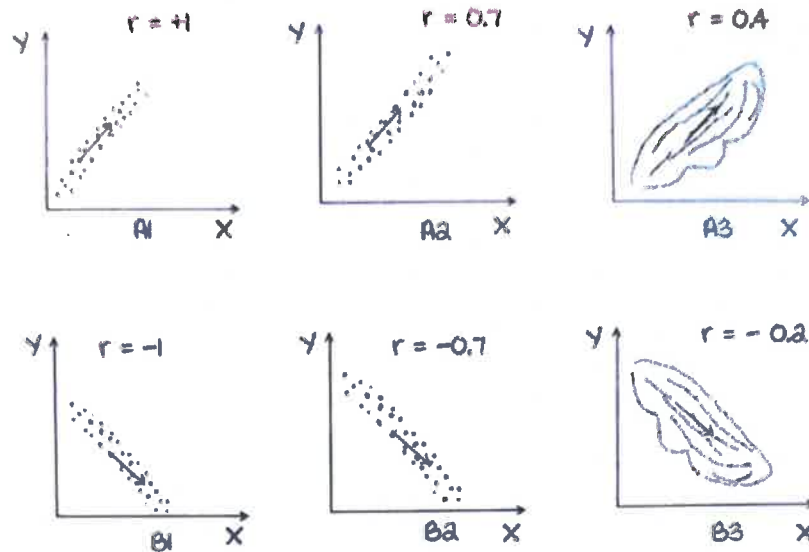 r = +1
r = 0.7
r = 0.4
Y
Y
Y
A1
X
A2
X
A3
X
r = -1
r = -0.7
r = - 0.2
Y
Y
Y
B1
X
B2
X
B3
X